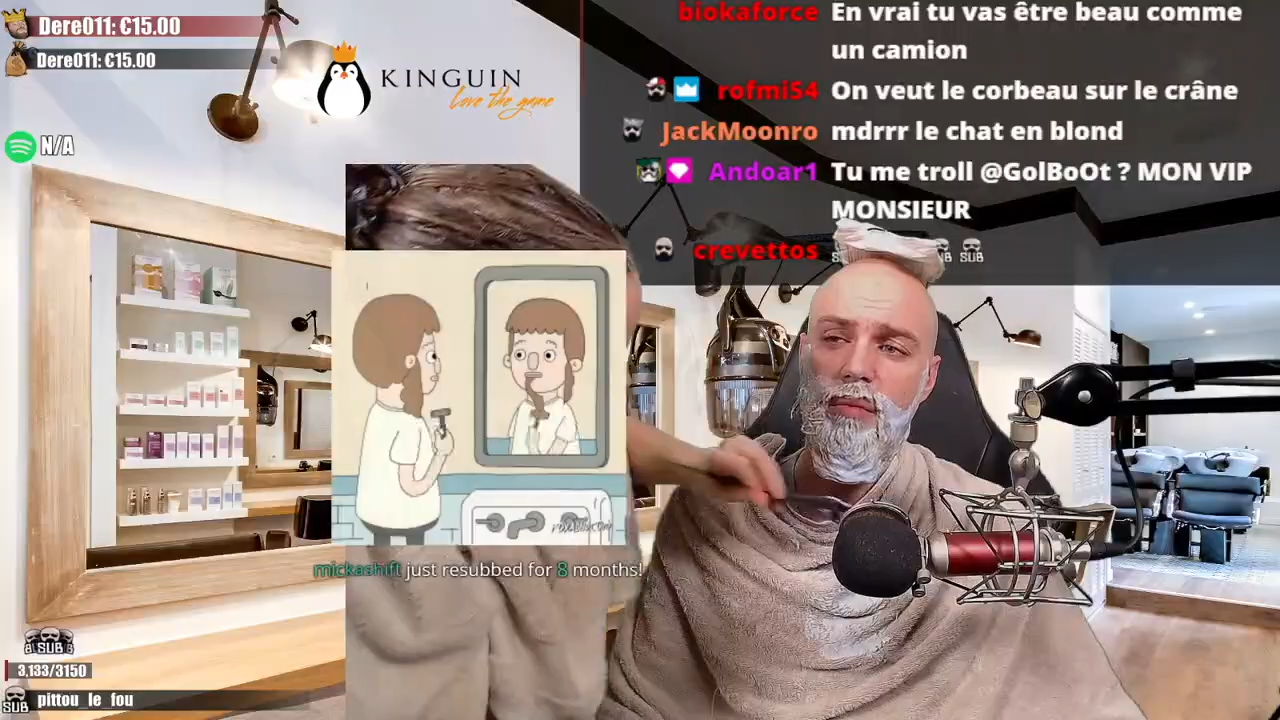 Dere011: €15.00
Dere011: €15.00
KINGUIN
love the game
N/A
biokaforce En vrai tu vas être beau comme
un camion
rofmi54 On veut le corbeau sur le crâne
JackMoonro mdrrr le chat en blond
Andoar1 Tu me troll @GolBoOt ? MON VIP
MONSIEUR
crevettos SUB
mickashift just resubbed for 8 months!
SUB
3,133/3150
SUB pittou_le_fou